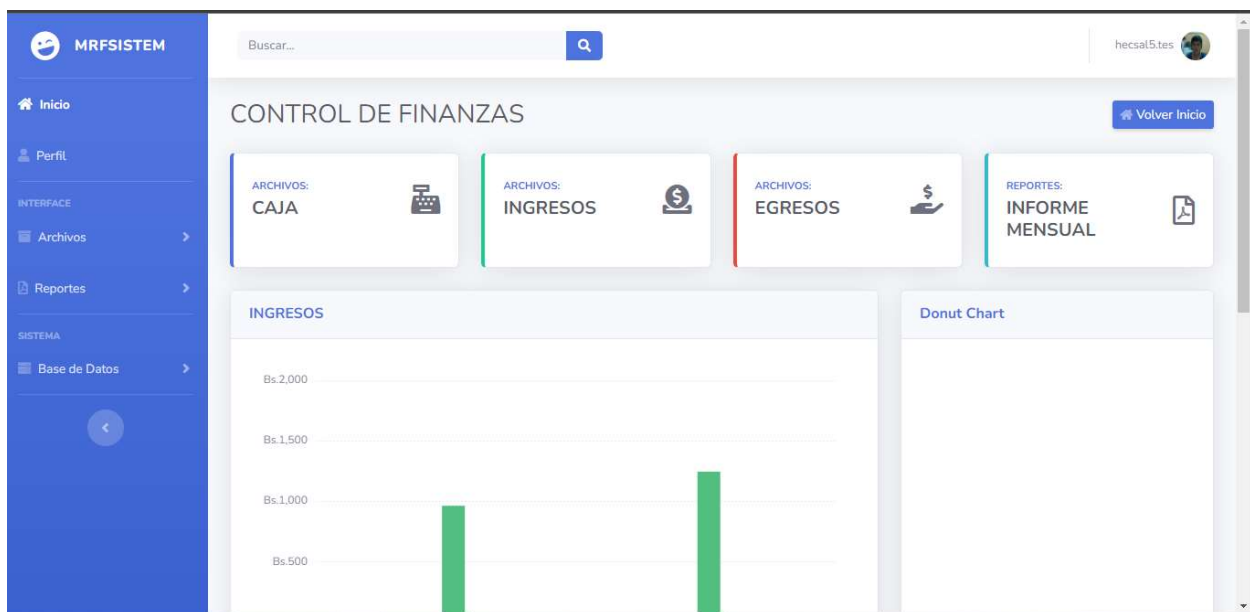 MRFSISTEM
Buscar...
hecsal5.tes
Inicio
Perfil
INTERFACE
Archivos
Reportes
SISTEMA
Base de Datos
CONTROL DE FINANZAS
Volver Inicio
ARCHIVOS:
CAJA
ARCHIVOS:
INGRESOS
ARCHIVOS:
EGRESOS
REPORTES:
INFORME
MENSUAL
INGRESOS
Bs.2,000
Bs.1,500
Bs.1,000
Bs.500
Donut Chart